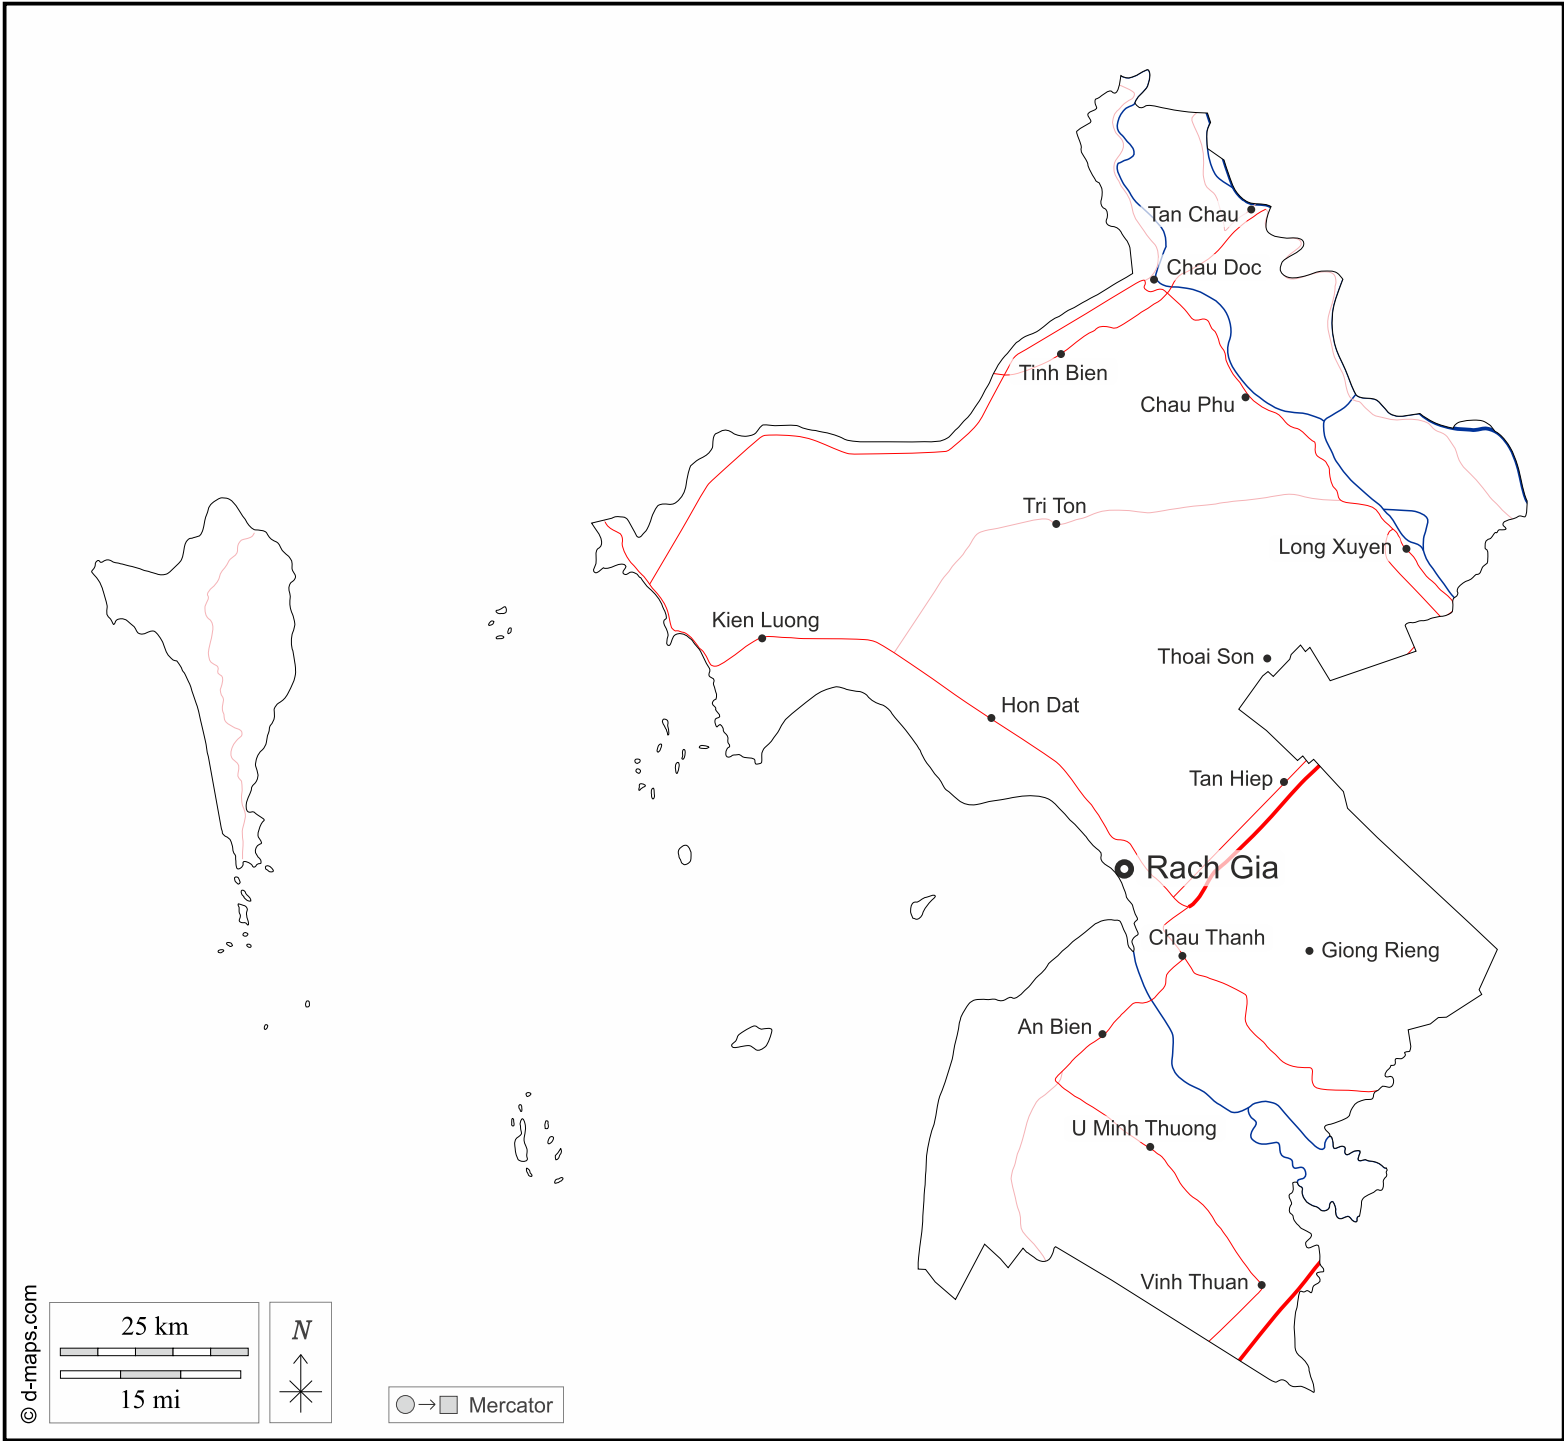 Tan Chau
Chau Doc
Tinh Bien
Chau Phu
Tri Ton
Long Xuyen
Kien Luong
Thoai Son
Hon Dat
Tan Hiep
Rach Gia
Chau Thanh
Giong Rieng
An Bien
U Minh Thuong
Vinh Thuan
© d-maps.com
25 km
15 mi
N
Mercator